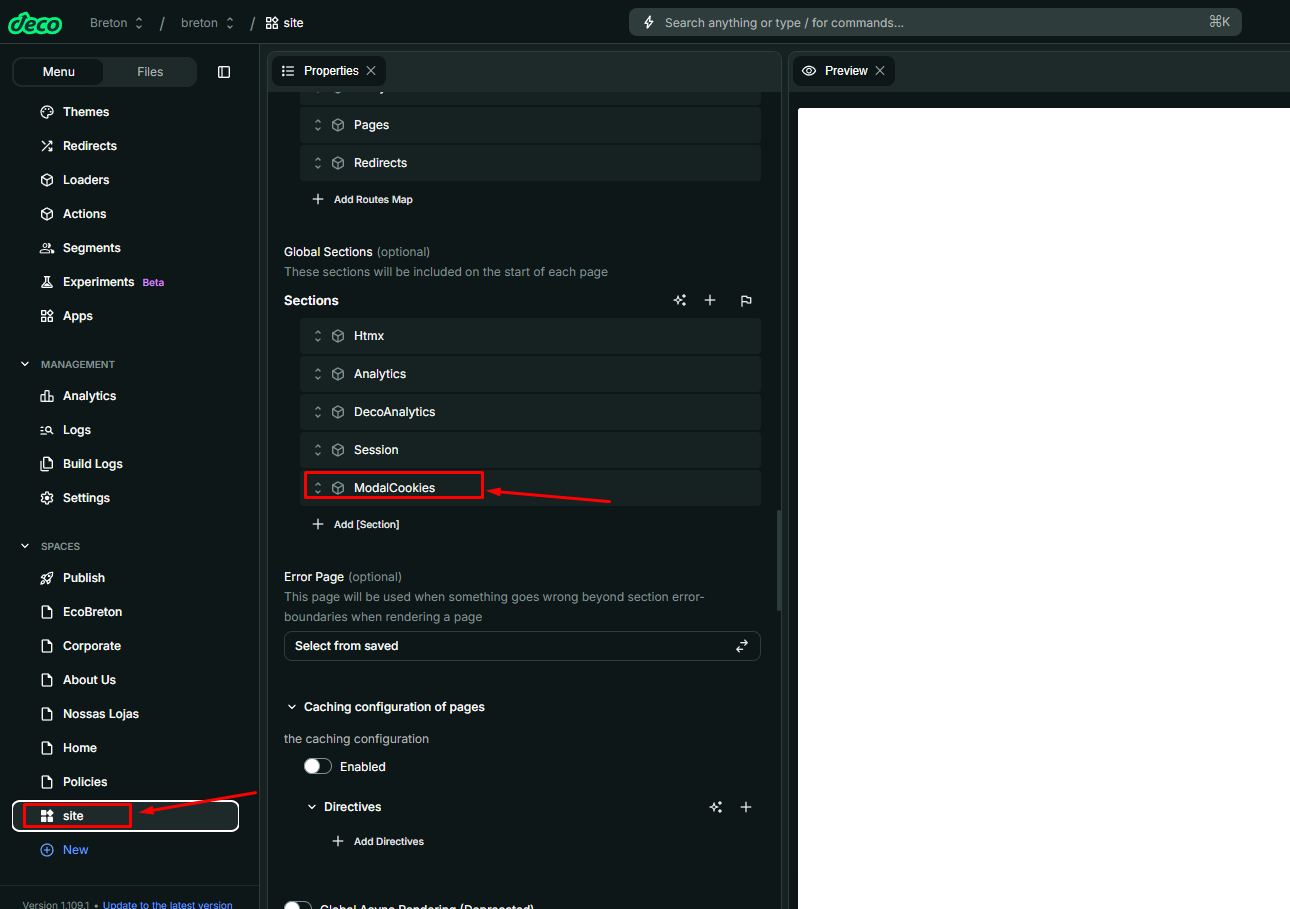 deco
Breton / breton / site
Search anything or type / for commands...
⌘K
Menu
Files
Themes
Redirects
Loaders
Actions
Segments
Experiments Beta
Apps
MANAGEMENT
Analytics
Logs
Build Logs
Settings
SPACES
Publish
EcoBreton
Corporate
About Us
Nossas Lojas
Home
Policies
site
New
Version 1.109.1 • Update to the latest version
Properties
Pages
Redirects
Add Routes Map
Global Sections (optional)
These sections will be included on the start of each page
Sections
Htmx
Analytics
DecoAnalytics
Session
ModalCookies
Add [Section]
Error Page (optional)
This page will be used when something goes wrong beyond section error-
boundaries when rendering a page
Select from saved
Caching configuration of pages
the caching configuration
Enabled
Directives
Add Directives
Global Async Rendering (Deprecated)
Preview